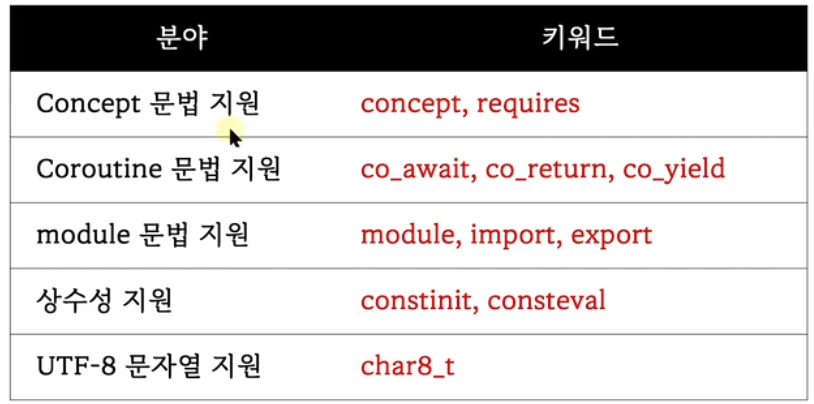 분야 키워드
Concept 문법 지원 concept, requires
Coroutine 문법 지원 co_await, co_return, co_yield
module 문법 지원 module, import, export
상수성 지원 constinit, consteval
UTF-8 문자열 지원 char8_t